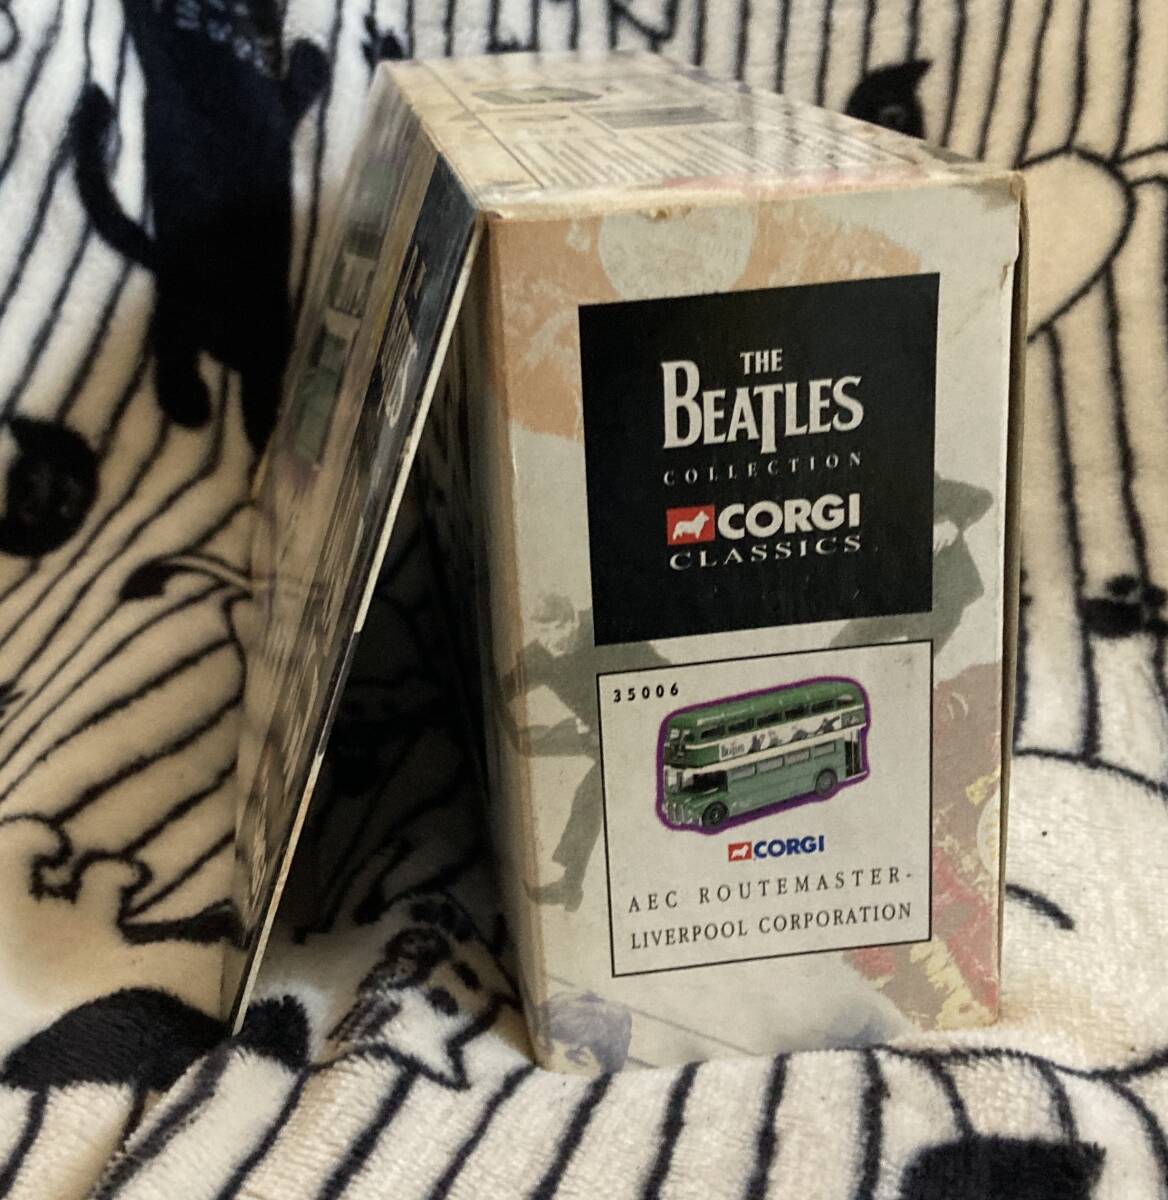 THE
BEATLES
COLLECTION
CORGI
CLASSICS
35006
CORGI
AEC ROUTEMASTER-
LIVERPOOL CORPORATION